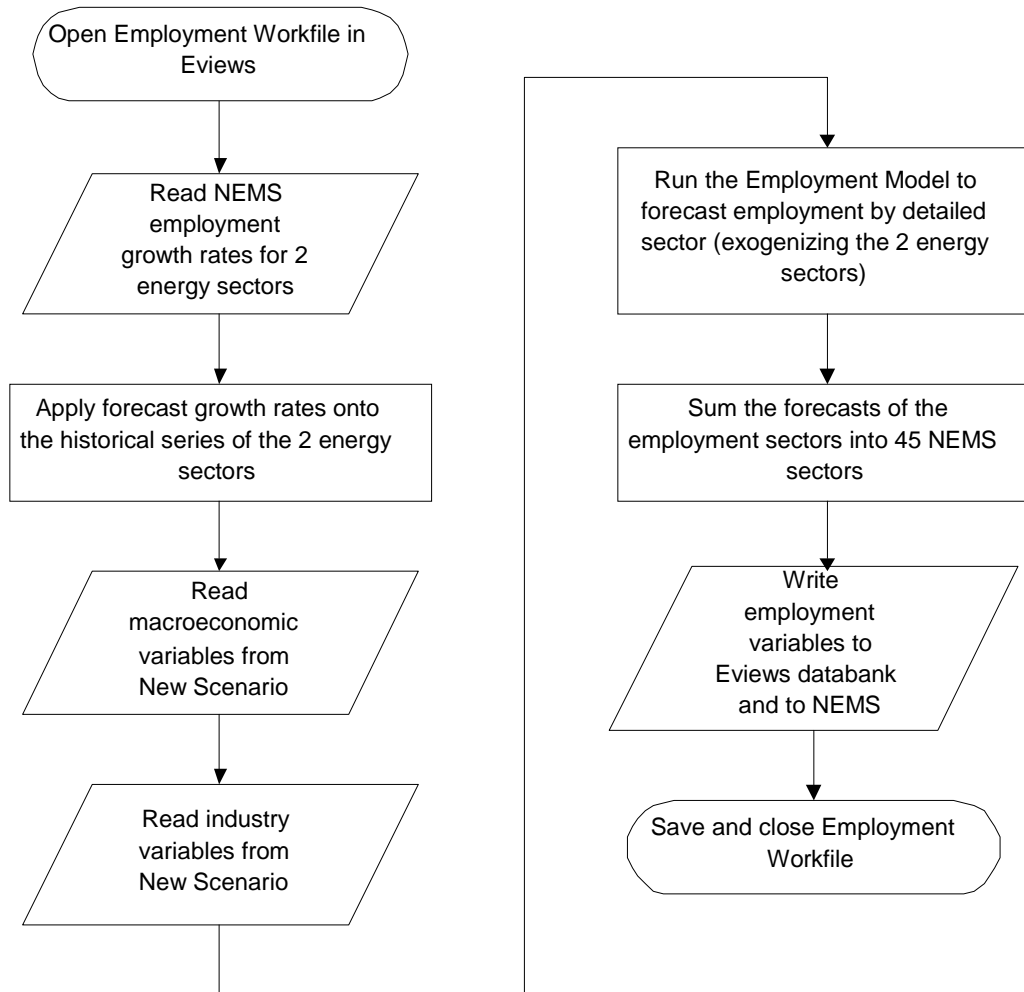 Open Employment Workfile in
Eviews
Read NEMS
employment
growth rates for 2
energy sectors
Apply forecast growth rates onto
the historical series of the 2 energy
sectors
Read
macroeconomic
variables from
New Scenario
Read industry
variables from
New Scenario
Run the Employment Model to
forecast employment by detailed
sector (exogenizing the 2 energy
sectors)
Sum the forecasts of the
employment sectors into 45 NEMS
sectors
Write
employment
variables to
Eviews databank
and to NEMS
Save and close Employment
Workfile